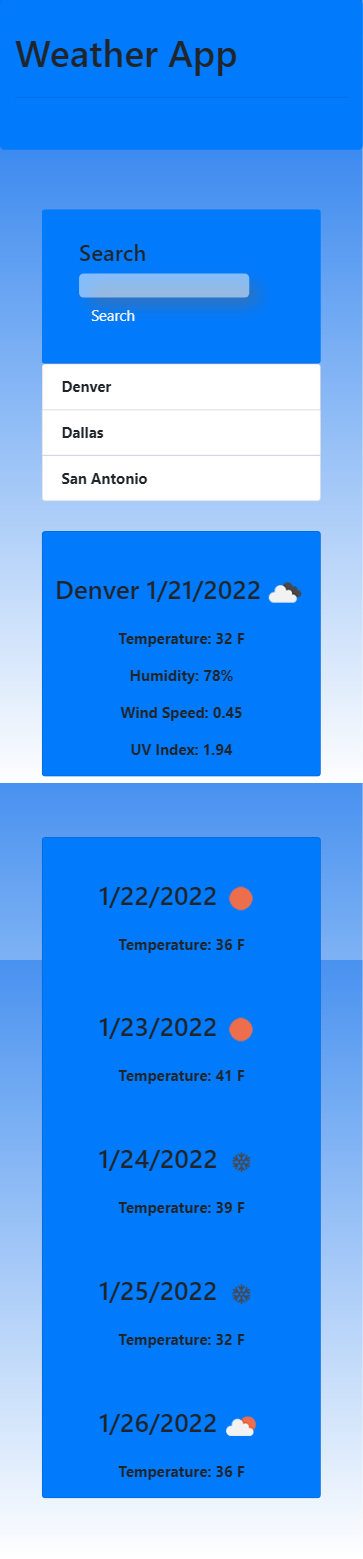 Weather App
Search
Search
Denver
Dallas
San Antonio
Denver 1/21/2022
Temperature: 32 F
Humidity: 78%
Wind Speed: 0.45
UV Index: 1.94
1/22/2022
Temperature: 36 F
1/23/2022
Temperature: 41 F
1/24/2022
Temperature: 39 F
1/25/2022
Temperature: 32 F
1/26/2022
Temperature: 36 F